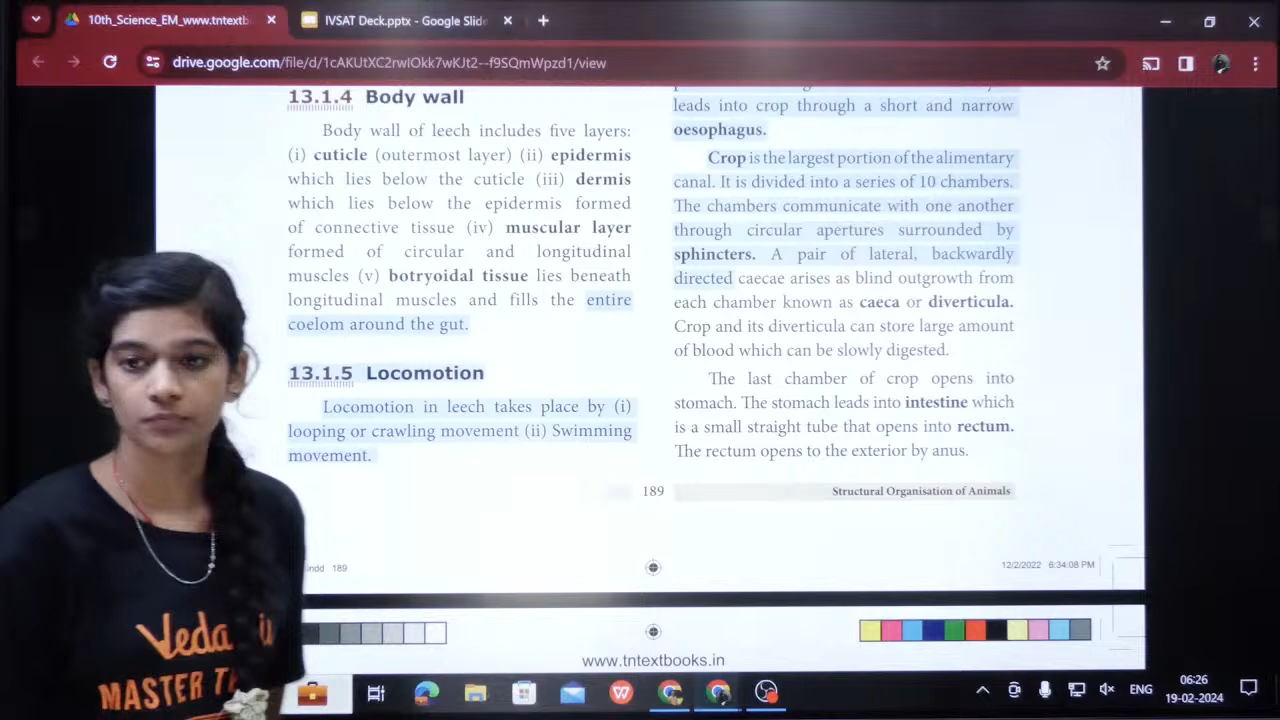 10th_Science_EM_www.tntextb
IVSAT Deck.pptx - Google Slid
drive.google.com/file/d/1cAKUtXC2rwIOkk7wKJt2--f9SQmWpzd1/view
13.1.4 Body wall
Body wall of leech includes five layers:
(i) cuticle (outermost layer) (ii) epidermis
which lies below the cuticle (iii) dermis
which lies below the epidermis formed
of connective tissue (iv) muscular layer
formed of circular and longitudinal
muscles (v) botryoidal tissue lies beneath
longitudinal muscles and fills the entire
coelom around the gut.
13.1.5 Locomotion
Locomotion in leech takes place by (i)
looping or crawling movement (ii) Swimming
movement.
leads into crop through a short and narrow
oesophagus.
Crop is the largest portion of the alimentary
canal. It is divided into a series of 10 chambers.
The chambers communicate with one another
through circular apertures surrounded by
sphincters. A pair of lateral, backwardly
directed caecae arises as blind outgrowth from
each chamber known as caeca or diverticula.
Crop and its diverticula can store large amount
of blood which can be slowly digested.
The last chamber of crop opens into
stomach. The stomach leads into intestine which
is a small straight tube that opens into rectum.
The rectum opens to the exterior by anus.
189 Structural Organisation of Animals
indd 189
12/2/2022 6:34:08 PM
www.tntextbooks.in
Veda
MASTER
ENG
06:26
19-02-2024